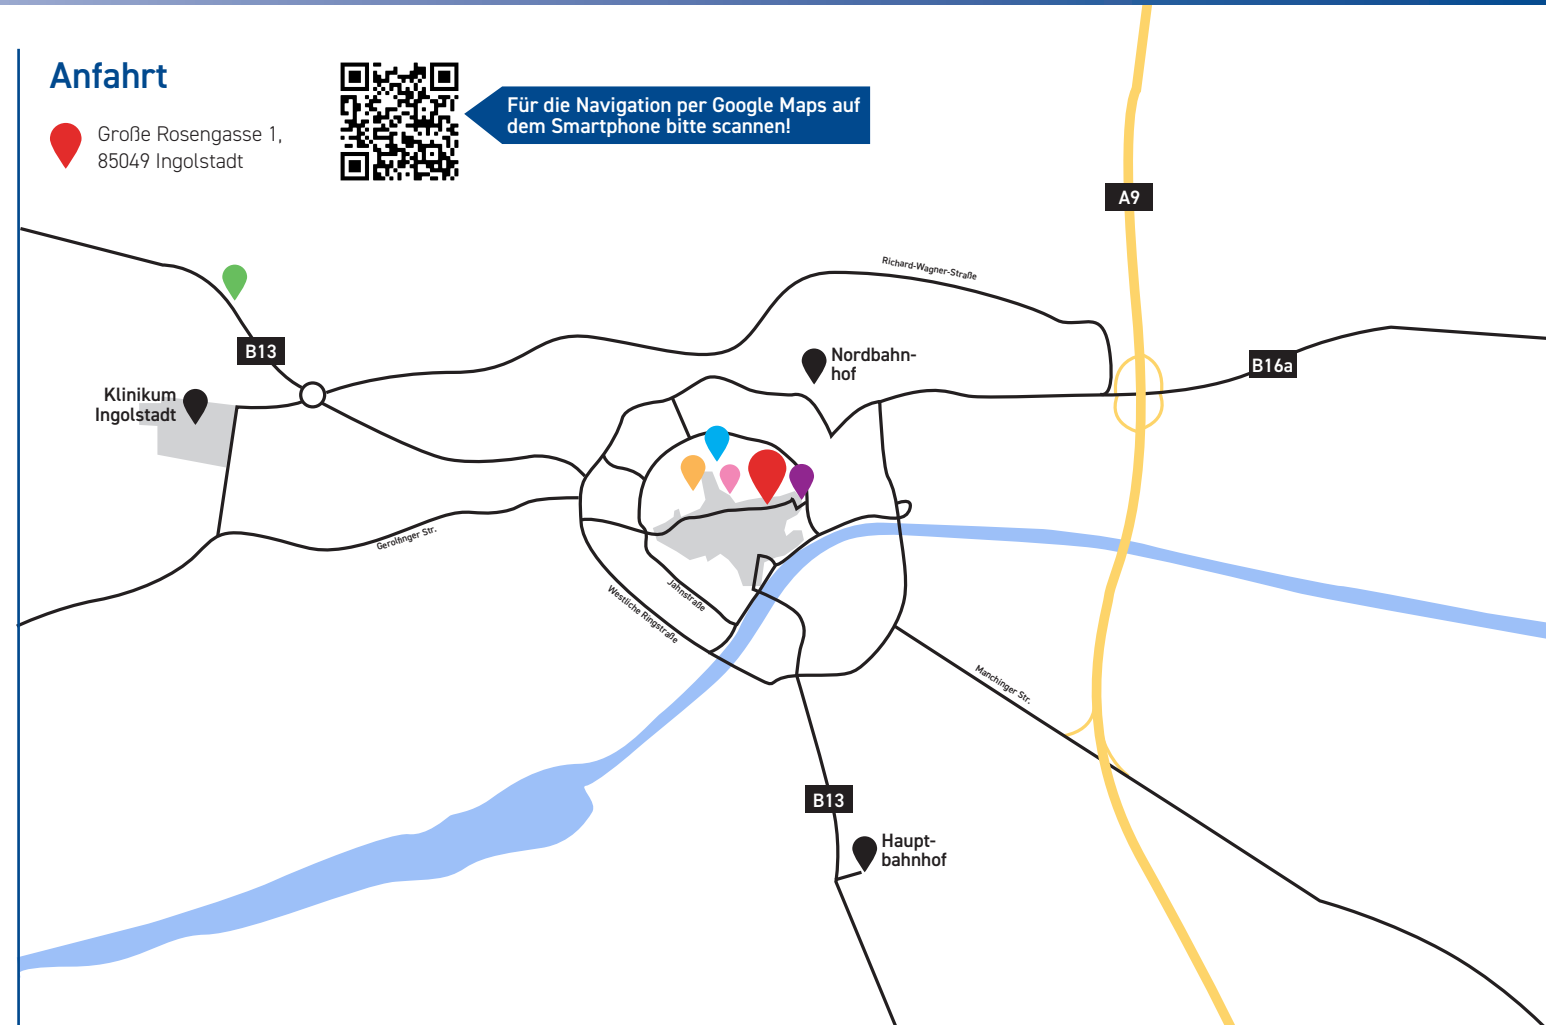 Anfahrt
Große Rosengasse 1,
85049 Ingolstadt
Für die Navigation per Google Maps auf
dem Smartphone bitte scannen!
A9
Richard-Wagner-Straße
B13
Nordbahn-
hof
B16a
Klinikum
Ingolstadt
Gerolfinger Str.
Jahnstraße
Westliche Ringstraße
Manchinger Str.
B13
Haupt-
bahnhof